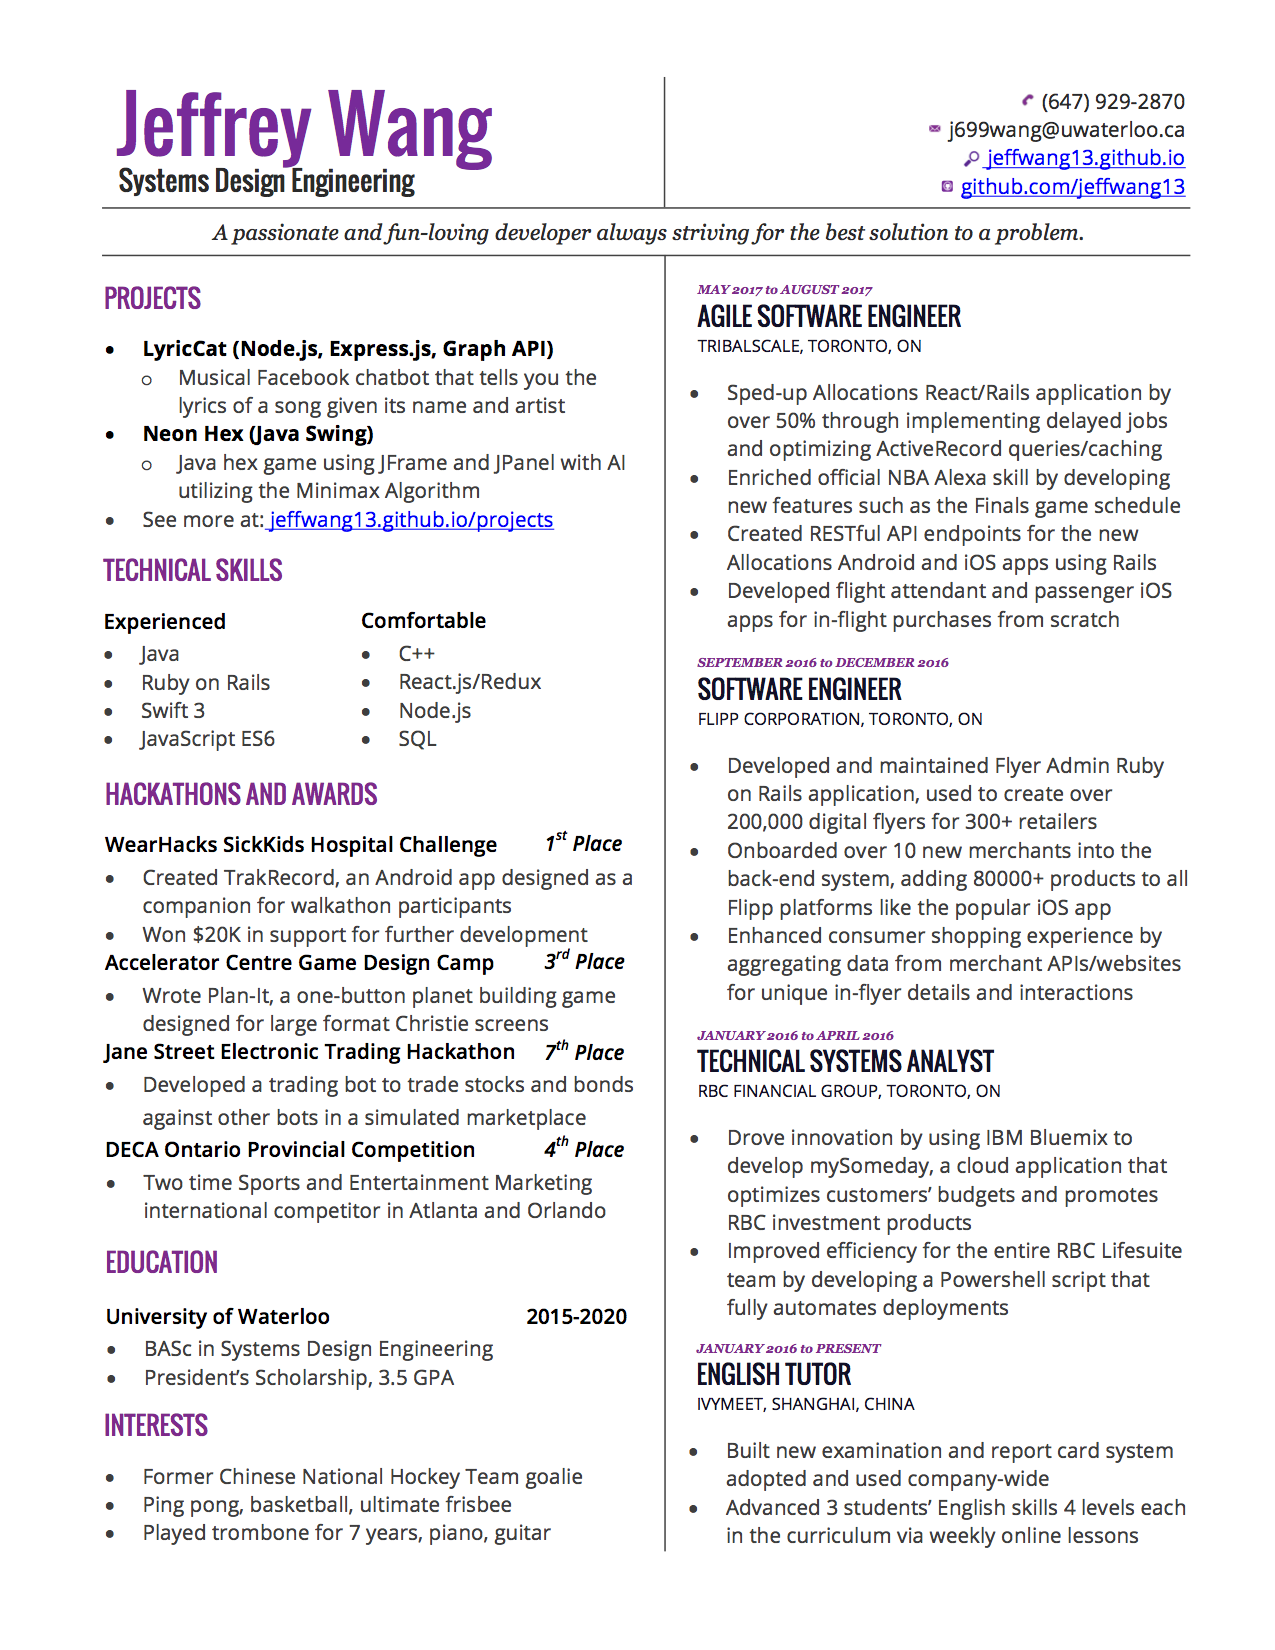 Jeffrey Wang
Systems Design Engineering
(647) 929-2870
j699wang@uwaterloo.ca
jeffwang13.github.io
github.com/jeffwang13
A passionate and fun-loving developer always striving for the best solution to a problem.
PROJECTS
• LyricCat (Node.js, Express.js, Graph API)
o Musical Facebook chatbot that tells you the
lyrics of a song given its name and artist
• Neon Hex (Java Swing)
o Java hex game using JFrame and JPanel with AI
utilizing the Minimax Algorithm
• See more at: jeffwang13.github.io/projects
TECHNICAL SKILLS
Experienced
• Java
• Ruby on Rails
• Swift 3
• JavaScript ES6
Comfortable
• C++
• React.js/Redux
• Node.js
• SQL
HACKATHONS AND AWARDS
WearHacks SickKids Hospital Challenge 1st Place
• Created TrakRecord, an Android app designed as a
companion for walkathon participants
• Won $20K in support for further development
Accelerator Centre Game Design Camp 3rd Place
• Wrote Plan-It, a one-button planet building game
designed for large format Christie screens
Jane Street Electronic Trading Hackathon 7th Place
• Developed a trading bot to trade stocks and bonds
against other bots in a simulated marketplace
DECA Ontario Provincial Competition 4th Place
• Two time Sports and Entertainment Marketing
international competitor in Atlanta and Orlando
EDUCATION
University of Waterloo 2015-2020
• BASc in Systems Design Engineering
• President’s Scholarship, 3.5 GPA
INTERESTS
• Former Chinese National Hockey Team goalie
• Ping pong, basketball, ultimate frisbee
• Played trombone for 7 years, piano, guitar
MAY 2017 to AUGUST 2017
AGILE SOFTWARE ENGINEER
TRIBALSCALE, TORONTO, ON
• Sped-up Allocations React/Rails application by
over 50% through implementing delayed jobs
and optimizing ActiveRecord queries/caching
• Enriched official NBA Alexa skill by developing
new features such as the Finals game schedule
• Created RESTful API endpoints for the new
Allocations Android and iOS apps using Rails
• Developed flight attendant and passenger iOS
apps for in-flight purchases from scratch
SEPTEMBER 2016 to DECEMBER 2016
SOFTWARE ENGINEER
FLIPP CORPORATION, TORONTO, ON
• Developed and maintained Flyer Admin Ruby
on Rails application, used to create over
200,000 digital flyers for 300+ retailers
• Onboarded over 10 new merchants into the
back-end system, adding 80000+ products to all
Flipp platforms like the popular iOS app
• Enhanced consumer shopping experience by
aggregating data from merchant APIs/websites
for unique in-flyer details and interactions
JANUARY 2016 to APRIL 2016
TECHNICAL SYSTEMS ANALYST
RBC FINANCIAL GROUP, TORONTO, ON
• Drove innovation by using IBM Bluemix to
develop mySomeday, a cloud application that
optimizes customers’ budgets and promotes
RBC investment products
• Improved efficiency for the entire RBC Lifesuite
team by developing a Powershell script that
fully automates deployments
JANUARY 2016 to PRESENT
ENGLISH TUTOR
IVYMEET, SHANGHAI, CHINA
• Built new examination and report card system
adopted and used company-wide
• Advanced 3 students’ English skills 4 levels each
in the curriculum via weekly online lessons